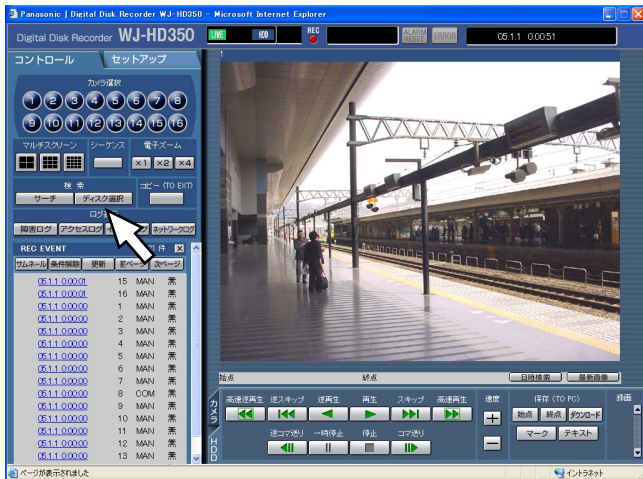 Panasonic | Digital Disk Recorder WJ-HD350 - Microsoft Internet Explorer
Digital Disk Recorder WJ-HD350
LIVE HDD REC ALARM RESET ERROR 05.1.1 0:00:51
コントロール セットアップ
カメラ選択
1 2 3 4 5 6 7 8
9 10 11 12 13 14 15 16
マルチスクリーン シーケンス 電子ズーム
×1 ×2 ×4
検索 コピー (TO EXT)
サーチ ディスク選択
障害ログ アクセスログ ネットワークログ
REC EVENT 件
サムネール 条件解除 更新 前ページ 次ページ
05.1.1 0:00:01 15 MAN 無
05.1.1 0:00:01 16 MAN 無
05.1.1 0:00:00 1 MAN 無
05.1.1 0:00:00 2 MAN 無
05.1.1 0:00:00 3 MAN 無
05.1.1 0:00:00 4 MAN 無
05.1.1 0:00:00 5 MAN 無
05.1.1 0:00:00 6 MAN 無
05.1.1 0:00:00 7 MAN 無
05.1.1 0:00:00 8 COM 無
05.1.1 0:00:00 9 MAN 無
05.1.1 0:00:00 10 MAN 無
05.1.1 0:00:00 11 MAN 無
05.1.1 0:00:00 12 MAN 無
05.1.1 0:00:00 13 MAN 無
1
始点 終点 日時検索 最新画像
カメラ
HDD
高速逆再生 逆スキップ 逆再生 再生 スキップ 高速再生 速度 保存 (TO PC) 録画
始点 終点 ダウンロード
逆コマ送り 一時停止 停止 コマ送り
マーク テキスト
ページが表示されました イントラネット